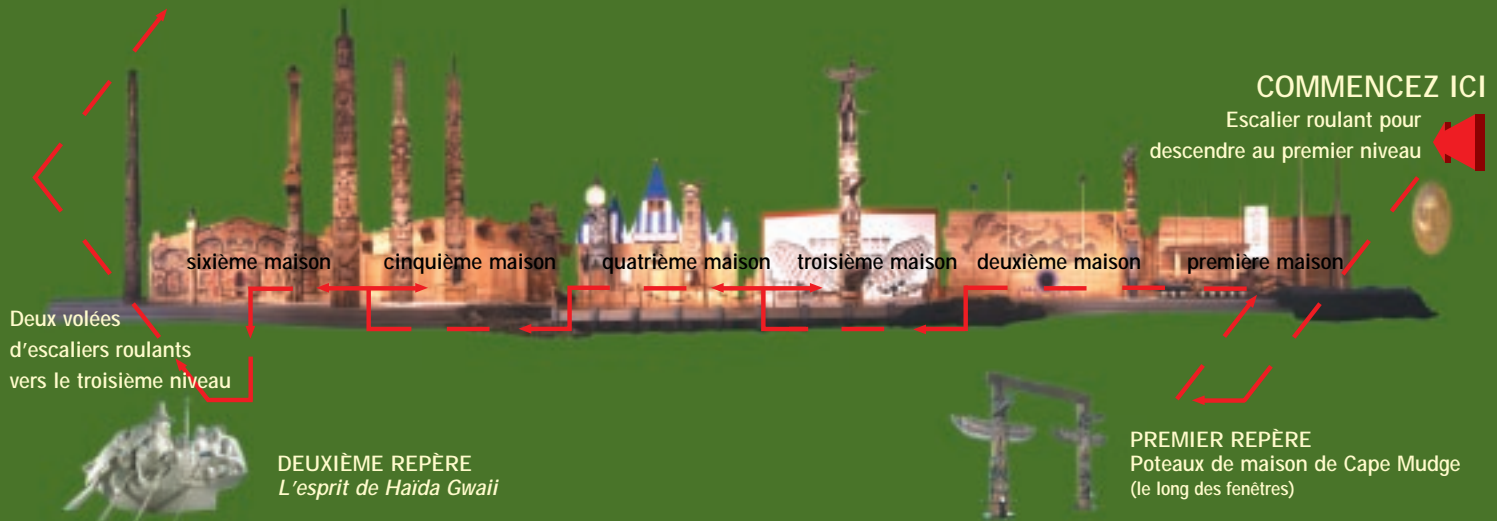 COMMENCEZ ICI
Escalier roulant pour
descendre au premier niveau
sixième maison
cinquième maison
quatrième maison
troisième maison
deuxième maison
première maison
Deux volées
d'escaliers roulants
vers le troisième niveau
DEUXIÈME REPÈRE
L'esprit de Haïda Gwaii
PREMIER REPÈRE
Poteaux de maison de Cape Mudge
(le long des fenêtres)